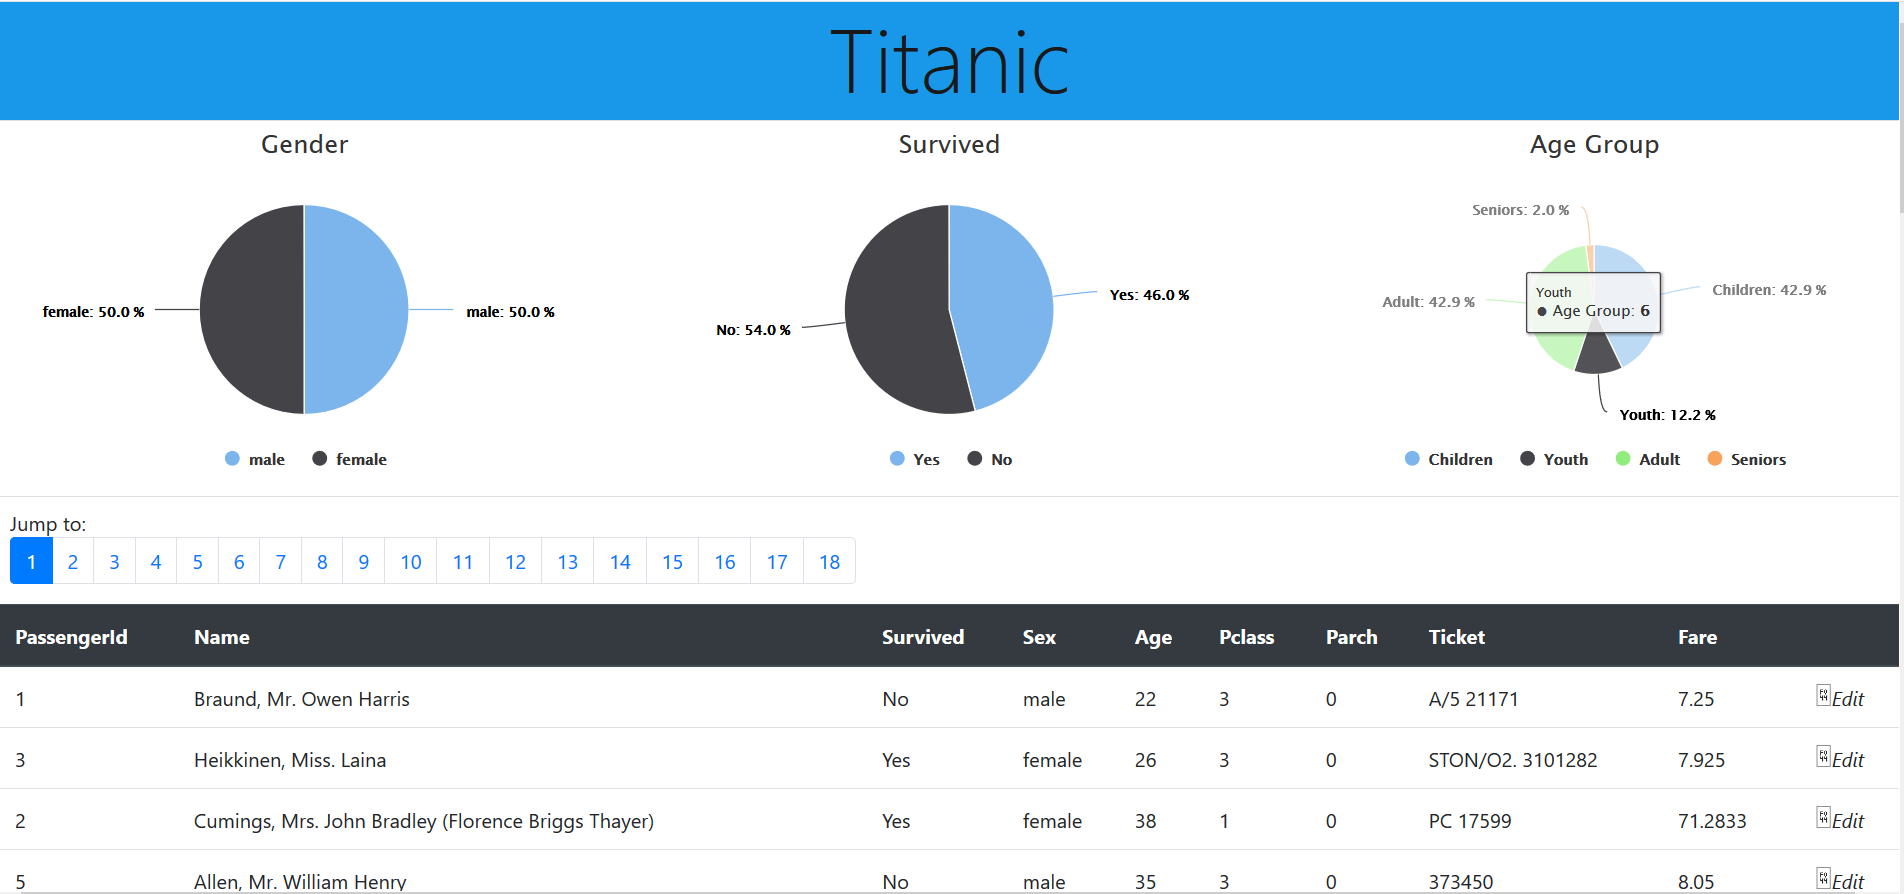 Titanic
Gender
Survived
Age Group
female: 50.0 %
male: 50.0 %
Yes: 46.0 %
No: 54.0 %
Seniors: 2.0 %
Children: 42.9 %
Adult: 42.9 %
Youth
● Age Group: 6
Youth: 12.2 %
male female
Yes No
Children Youth Adult Seniors
Jump to:
1 2 3 4 5 6 7 8 9 10 11 12 13 14 15 16 17 18
PassengerId Name Survived Sex Age Pclass Parch Ticket Fare
1 Braund, Mr. Owen Harris No male 22 3 0 A/5 21171 7.25 Edit
3 Heikkinen, Miss. Laina Yes female 26 3 0 STON/O2. 3101282 7.925 Edit
2 Cumings, Mrs. John Bradley (Florence Briggs Thayer) Yes female 38 1 0 PC 17599 71.2833 Edit
5 Allen, Mr. William Henry No male 35 3 0 373450 8.05 Edit